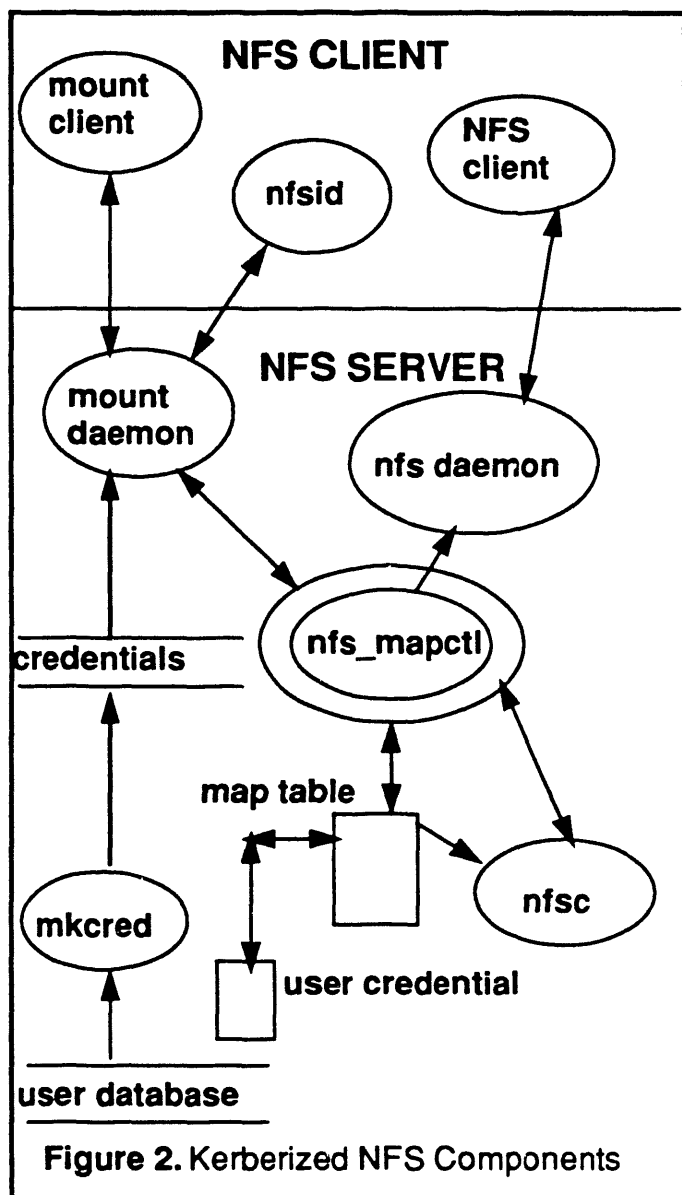 NFS CLIENT
mount
client
nfsid
NFS
client
NFS SERVER
mount
daemon
nfs daemon
nfs_mapctl
credentials
map table
mkcred
nfsc
user credential
user database
Figure 2. Kerberized NFS Components